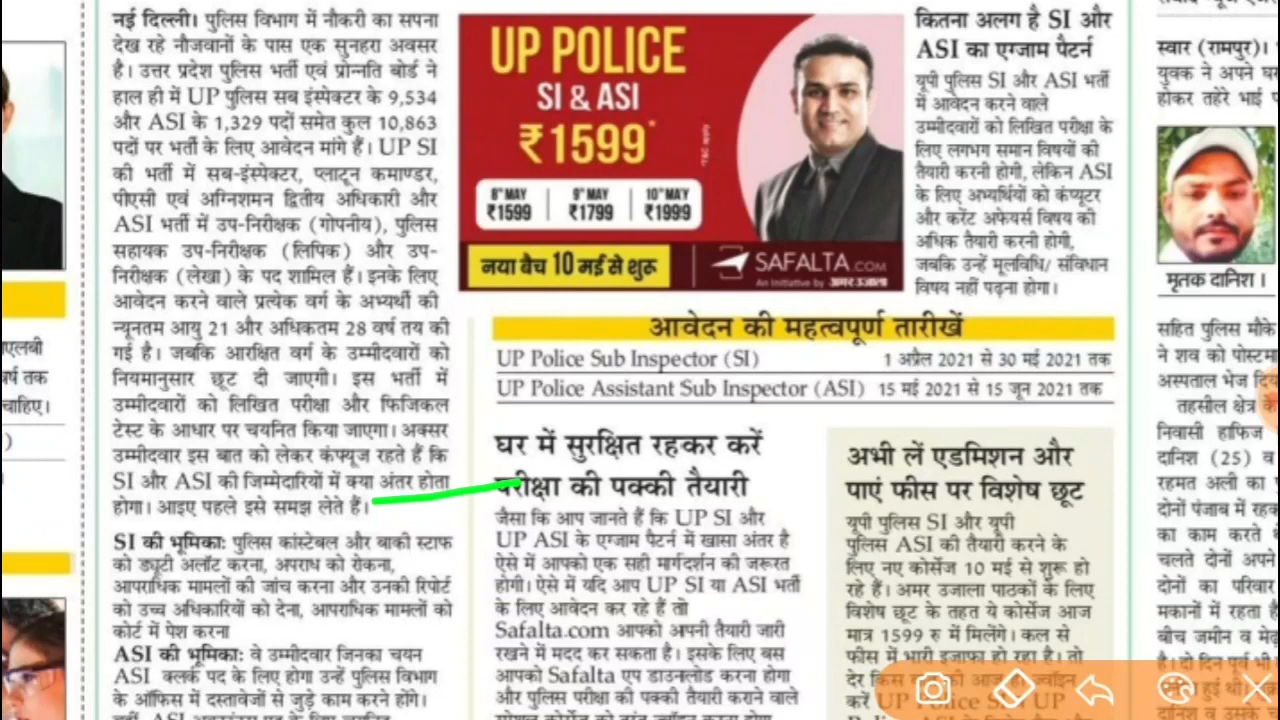 नई दिल्ली। पुलिस विभाग में नौकरी का सपना
देख रहे नौजवानों के पास एक सुनहरा अवसर
है। उत्तर प्रदेश पुलिस भर्ती एवं प्रोन्नति बोर्ड ने
हाल ही में UP पुलिस सब इंस्पेक्टर के 9,534
और ASI के 1,329 पदों समेत कुल 10,863
पदों पर भर्ती के लिए आवेदन मांगे हैं। UP SI
की भर्ती में सब-इंस्पेक्टर, प्लाटून कमाण्डर,
पीएसी एवं अग्निशमन द्वितीय अधिकारी और
ASI भर्ती में उप-निरीक्षक (गोपनीय), पुलिस
सहायक उप-निरीक्षक (लिपिक) और उप-
निरीक्षक (लेखा) के पद शामिल हैं। इनके लिए
आवेदन करने वाले प्रत्येक वर्ग के अभ्यर्थी की
न्यूनतम आयु 21 और अधिकतम 28 वर्ष तय की
गई है। जबकि आरक्षित वर्ग के उम्मीदवारों को
नियमानुसार छूट दी जाएगी। इस भर्ती में
उम्मीदवारों को लिखित परीक्षा और फिजिकल
टेस्ट के आधार पर चयनित किया जाएगा। अक्सर
उम्मीदवार इस बात को लेकर कंफ्यूज रहते हैं कि
SI और ASI की जिम्मेदारियों में क्या अंतर होता
होगा। आइए पहले इसे समझ लेते हैं।
SI की भूमिका: पुलिस कांस्टेबल और बाकी स्टाफ
को ड्यूटी अलॉट करना, अपराध को रोकना,
आपराधिक मामलों की जांच करना और उनकी रिपोर्ट
को उच्च अधिकारियों को देना, आपराधिक मामलों को
कोर्ट में पेश करना
ASI की भूमिका: वे उम्मीदवार जिनका चयन
ASI क्लर्क पद के लिए होगा उन्हें पुलिस विभाग
के ऑफिस में दस्तावेजों से जुड़े काम करने होंगे।
UP POLICE
SI & ASI
₹1599*
*T&C apply
8TH MAY ₹1599
9TH MAY ₹1799
10TH MAY ₹1999
नया बैच 10 मई से शुरू
SAFALTA.COM
An Initiative by अमर उजाला
कितना अलग है SI और
ASI का एग्जाम पैटर्न
यूपी पुलिस SI और ASI भर्ती
में आवेदन करने वाले
उम्मीदवारों को लिखित परीक्षा के
लिए लगभग समान विषयों की
तैयारी करनी होगी, लेकिन ASI
के लिए अभ्यर्थियों को कंप्यूटर
और करेंट अफेयर्स विषय की
अधिक तैयारी करनी होगी,
जबकि उन्हें मूलविधि/ संविधान
विषय नहीं पढ़ना होगा।
आवेदन की महत्वपूर्ण तारीखें
UP Police Sub Inspector (SI) 1 अप्रैल 2021 से 30 मई 2021 तक
UP Police Assistant Sub Inspector (ASI) 15 मई 2021 से 15 जून 2021 तक
घर में सुरक्षित रहकर करें
परीक्षा की पक्की तैयारी
जैसा कि आप जानते हैं कि UP SI और
UP ASI के एग्जाम पैटर्न में खासा अंतर है
ऐसे में आपको एक सही मार्गदर्शन की जरूरत
होगी। ऐसे में यदि आप UP SI या ASI भर्ती
के लिए आवेदन कर रहे हैं तो
Safalta.com आपको अपनी तैयारी जारी
रखने में मदद कर सकता है। इसके लिए बस
आपको Safalta एप डाउनलोड करना होगा
और पुलिस परीक्षा की पक्की तैयारी कराने वाले
अभी लें एडमिशन और
पाएं फीस पर विशेष छूट
यूपी पुलिस SI और यूपी
पुलिस ASI की तैयारी करने के
लिए नए कोर्सेज 10 मई से शुरू हो
रहे हैं। अमर उजाला पाठकों के लिए
विशेष छूट के तहत ये कोर्सेज आज
मात्र 1599 रु में मिलेंगे। कल से
फीस में भारी इजाफा हो रहा है। तो
देर किस
करें UP Police SI UP
स्वार (रामपुर)।
युवक ने अपने
होकर तहेरे भाई
मृतक दानिश।
सहित पुलिस मौके
ने शव को पोस्टम
अस्पताल भेज
तहसील क्षेत्र
निवासी हाफिज
दानिश (25) व
रहमत अली का
दोनों पंजाब में
का काम करते
चलते दोनों अपने
दोनों का परिवार
मकानों में रहता
बीच जमीन व
है। दो दिन पूर्व भी
एलबी
वर्ष तक
चाहिए।